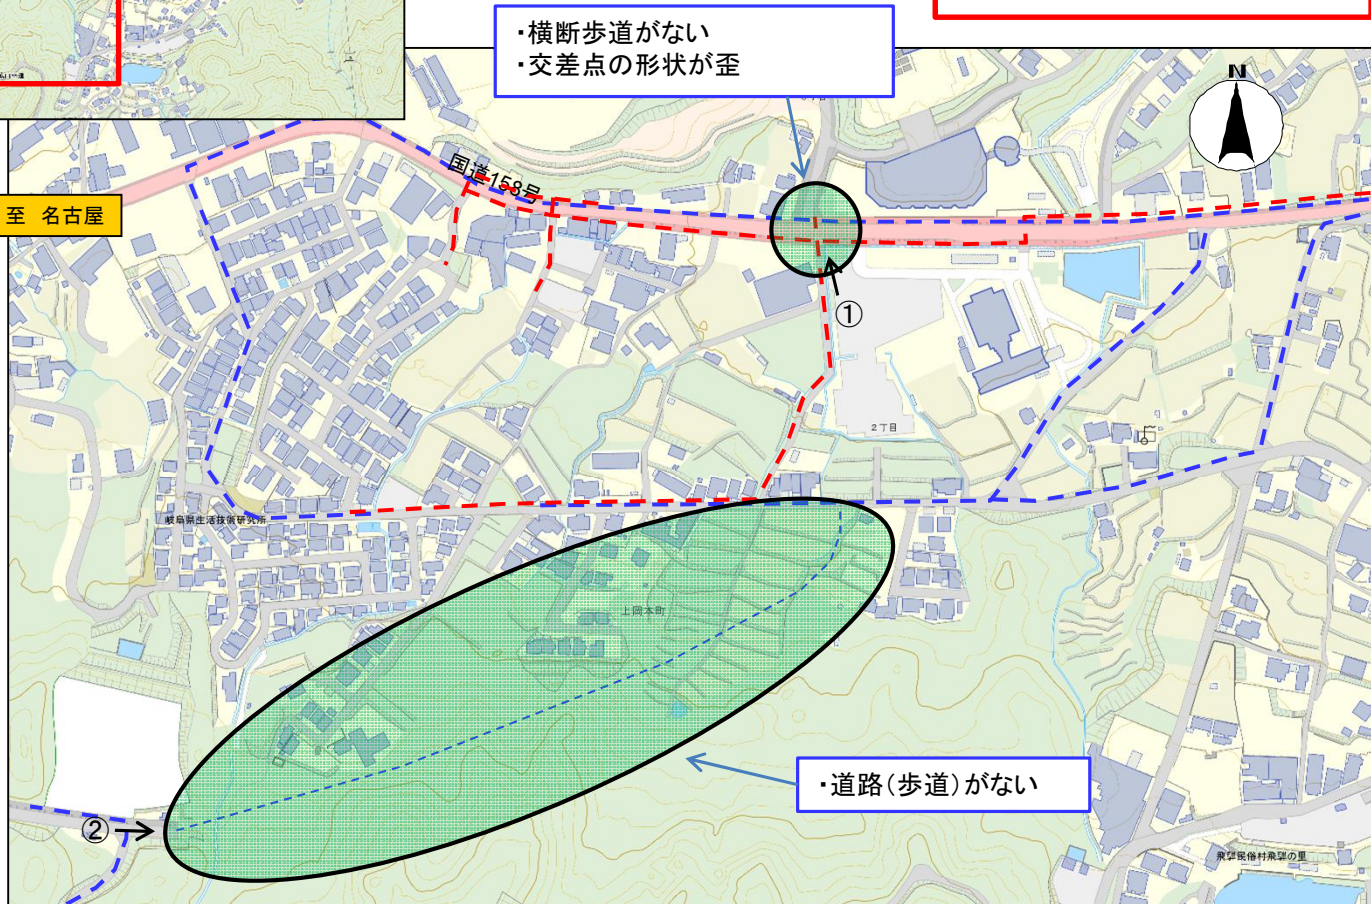 ・横断歩道がない
・交差点の形状が歪
N
国道158号
至 名古屋
①
2丁目
岐阜県生活技術研究所
上岡本町
・道路(歩道)がない
②
飛騨民俗村飛騨の里